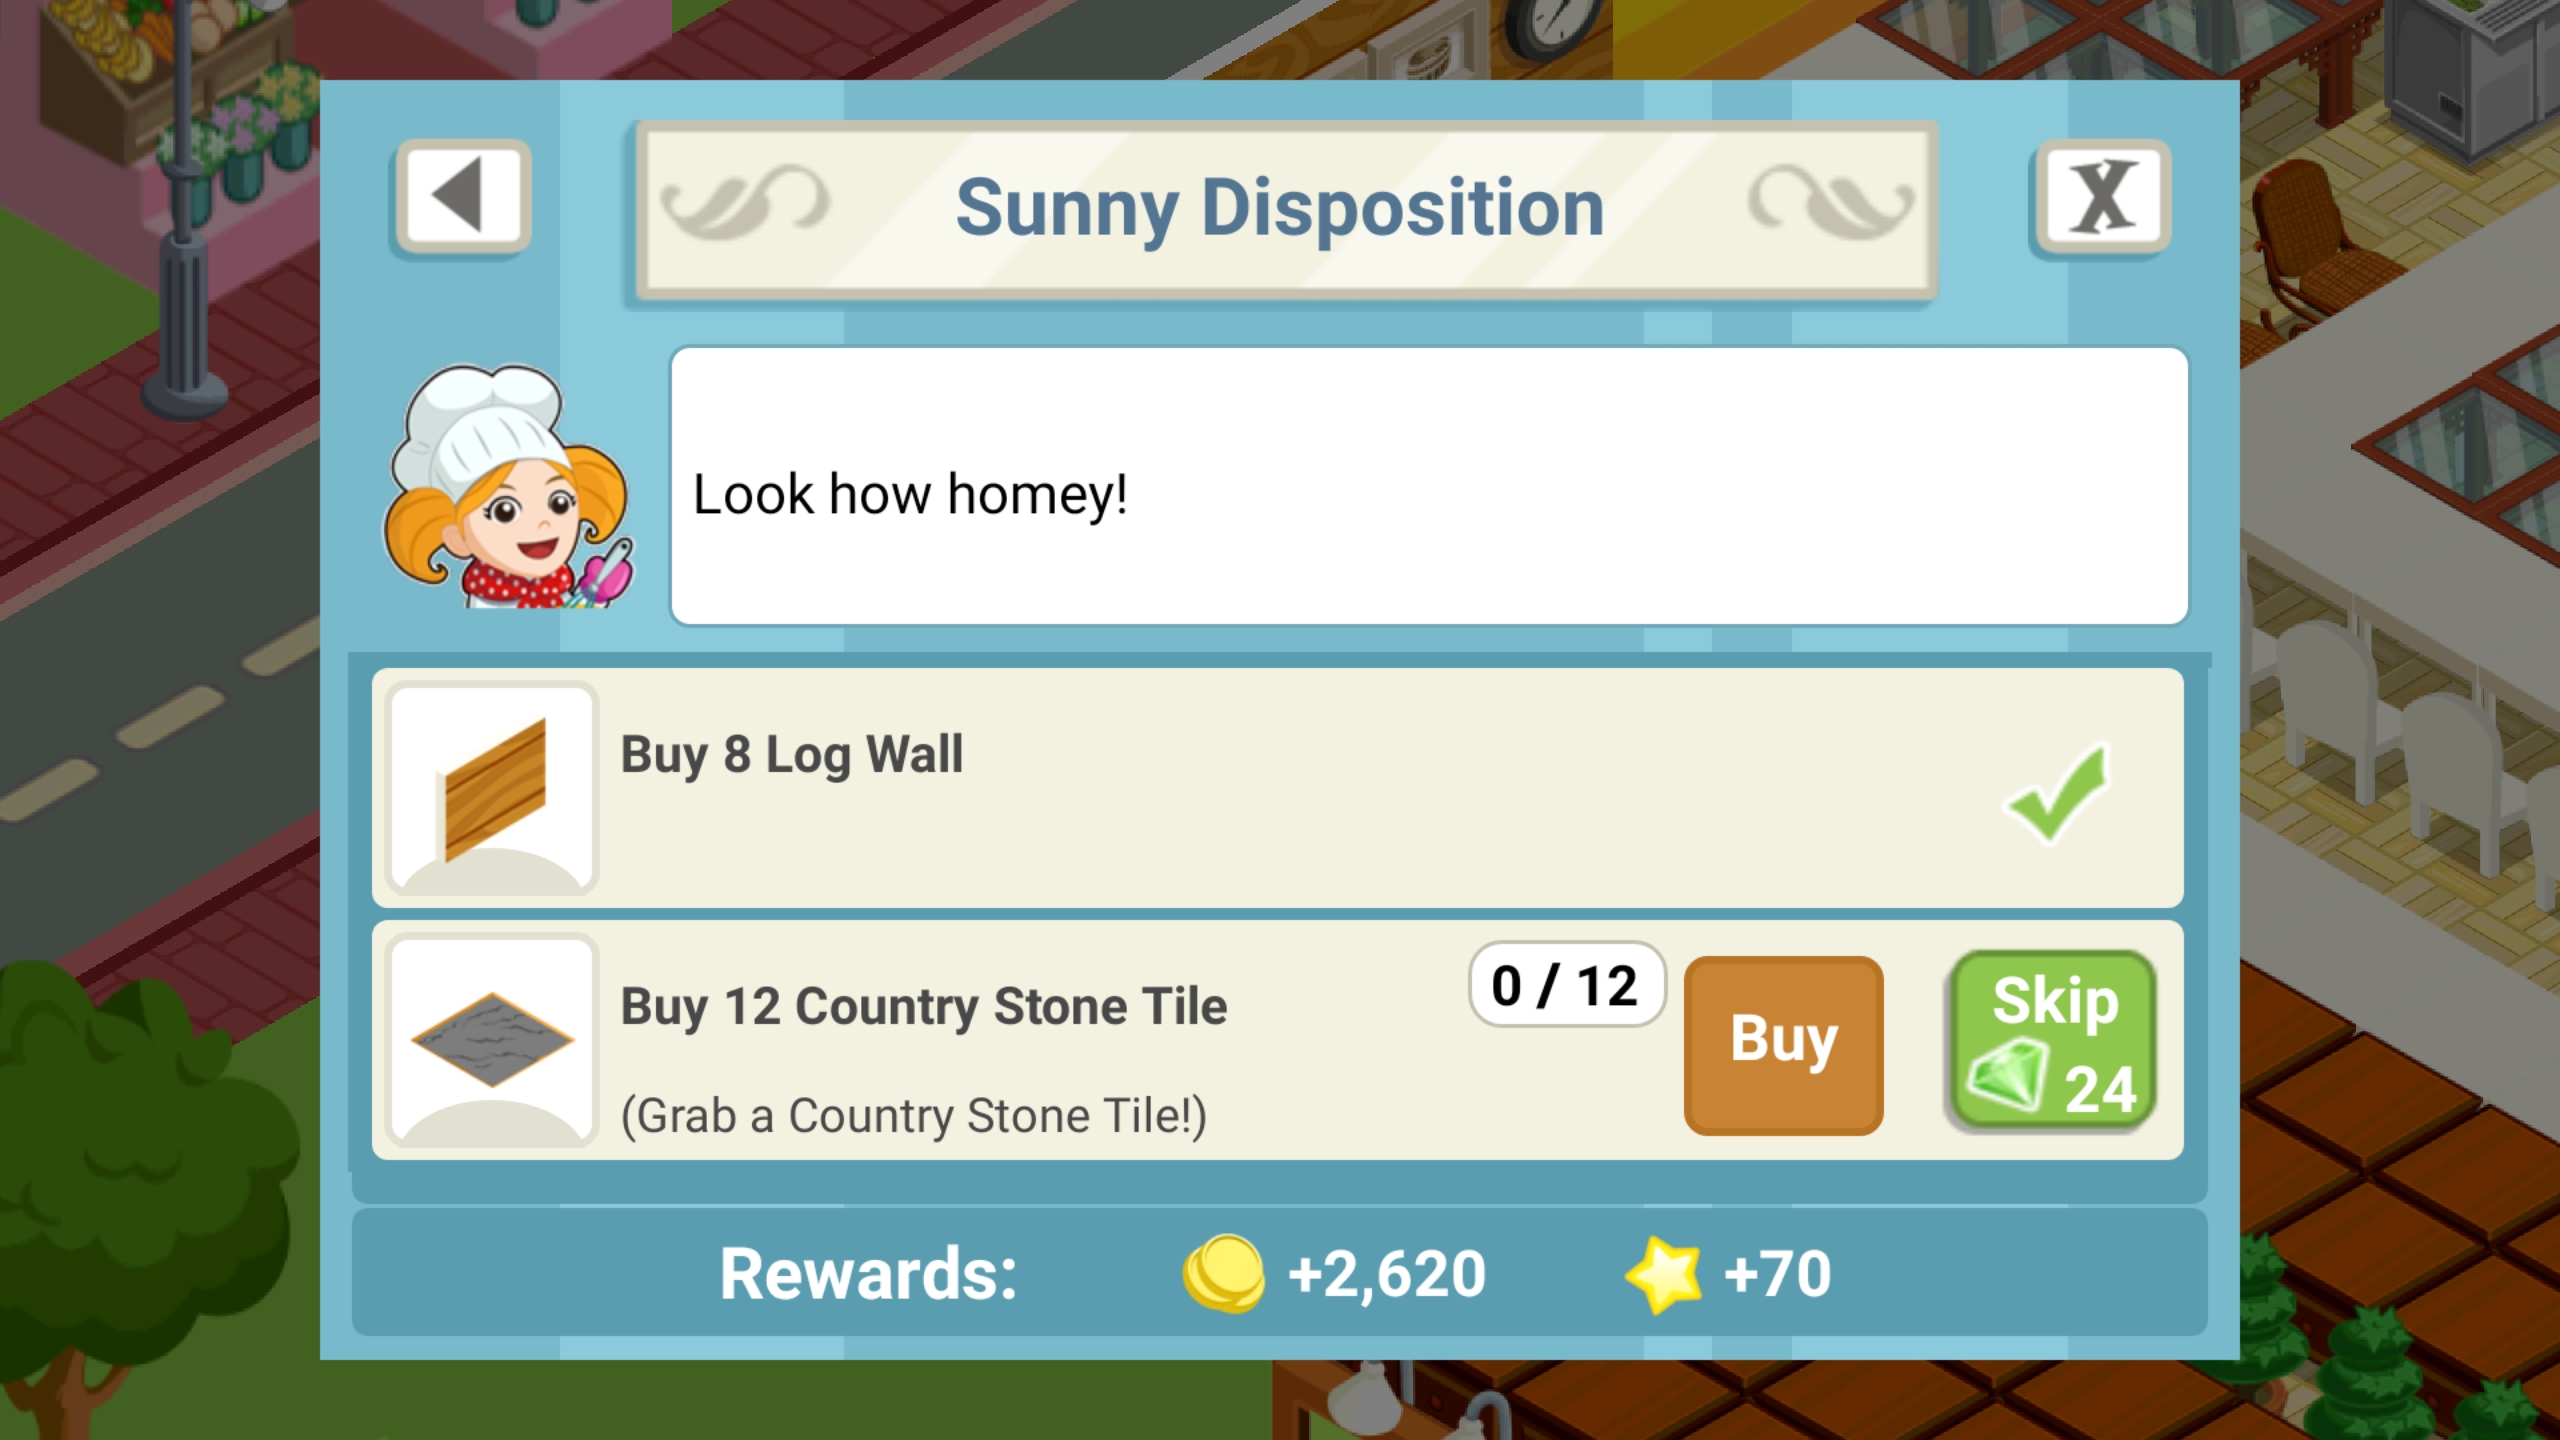 Sunny Disposition
X
Look how homey!
Buy 8 Log Wall
Buy 12 Country Stone Tile
0 / 12
Buy
Skip
24
(Grab a Country Stone Tile!)
Rewards: +2,620 +70